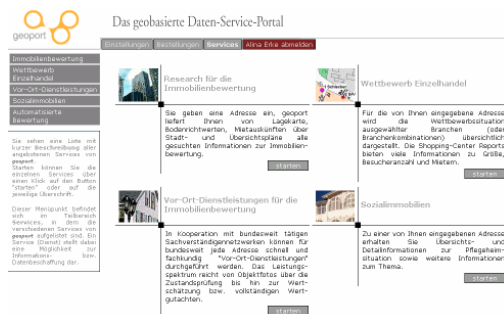 geoport
Das geobasierte Daten-Service-Portal
Einstellungen Bestellungen Services Alina Erke abmelden
Immobilienbewertung
Wettbewerb
Einzelhandel
Vor-Ort-Dienstleistungen
Sozialimmobilien
Automatisierte
Bewertung
Sie sehen eine Liste mit
kurzer Beschreibung aller
angebotenen Services von
geoport.
Starten können Sie die
einzelnen Services über
einen Klick auf den Button
"starten" oder auf die
jeweilige Überschrift.
Dieser Menüpunkt befindet
sich im Teilbereich
Services, in dem die
verschiedenen Services von
geoport aufgelistet sind. Ein
Service (Dienst) stellt dabei
eine Möglichkeit zur
Informations- bzw.
Datenbeschaffung dar.
Research für die
Immobilienbewertung
Sie geben eine Adresse ein, geoport
liefert Ihnen von Lagekarte,
Bodenrichtwerten, Mietauskünften über
Stadt- und Übersichtspläne alle
gesuchten Informationen zur Immobilien-
bewertung.
starten
Wettbewerb Einzelhandel
Für die von Ihnen eingegebene Adresse
wird die Wettbewerbssituation
ausgewählter Branchen (oder
Branchenkombinationen) übersichtlich
dargestellt. Die Shopping-Center Reports
bieten viele Informationen zu Größe,
Besucheranzahl und Mietern.
starten
Vor-Ort-Dienstleistungen für die
Immobilienbewertung
In Kooperation mit bundesweit tätigen
Sachverständigennetzwerken können für
bundesweit jede Adresse schnell und
fachkundig "Vor-Ort-Dienstleistungen"
durchgeführt werden. Das Leistungs-
spektrum reicht von Objektfotos über die
Zustandsprüfung bis hin zur Wert-
schätzung bzw. vollständigen Wert-
gutachten.
starten
Sozialimmobilien
Zu einer von Ihnen eingegebenen Adresse
erhalten Sie Übersichts- und
Detailinformationen zur Pflegeheim-
situation sowie weitere Informationen
zum Thema.
starten